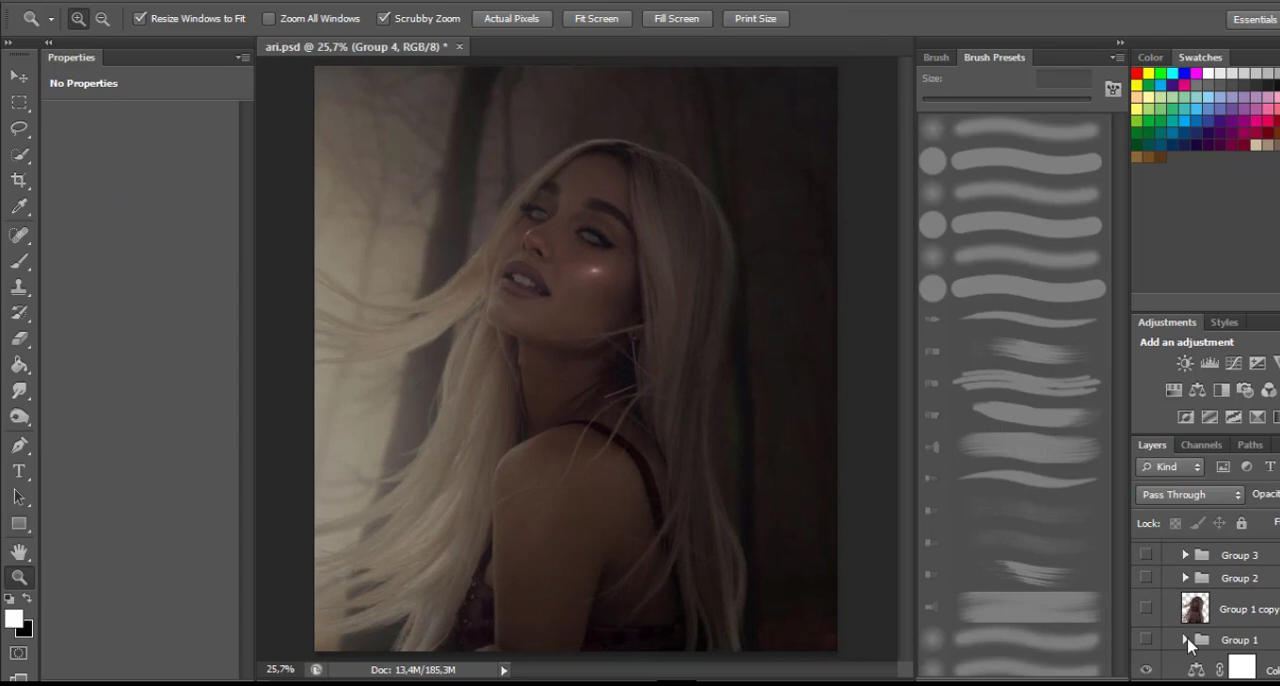 Resize Windows to Fit
Zoom All Windows
Scrubby Zoom
Actual Pixels
Fit Screen
Fill Screen
Print Size
Essentials
Properties
No Properties
ari.psd @ 25,7% (Group 4, RGB/8) *
Brush
Brush Presets
Size:
Color
Swatches
Adjustments
Styles
Add an adjustment
Layers
Channels
Paths
Kind
Pass Through
Opaci
Lock:
F
Group 3
Group 2
Group 1 copy
Group 1
Co
25,7%
Doc: 13,4M/185,3M